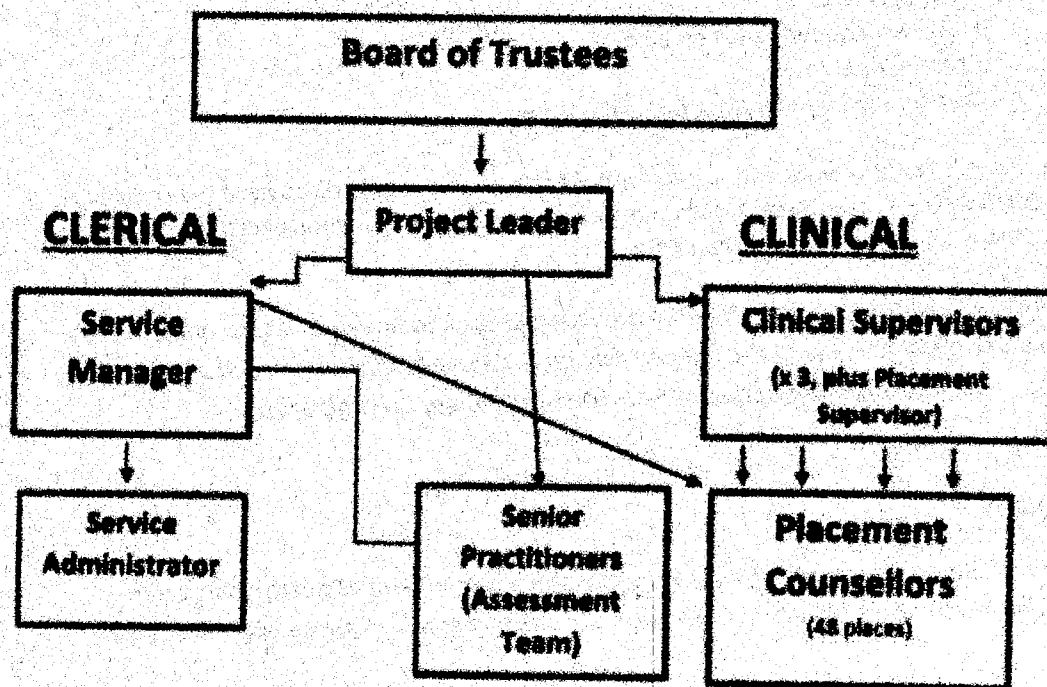 Board of Trustees
Project Leader
CLERICAL
CLINICAL
Service
Manager
Clinical Supervisors
(x 3, plus Placement
Supervisor)
Service
Administrator
Senior
Practitioners
(Assessment
Team)
Placement
Counsellors
(48 places)